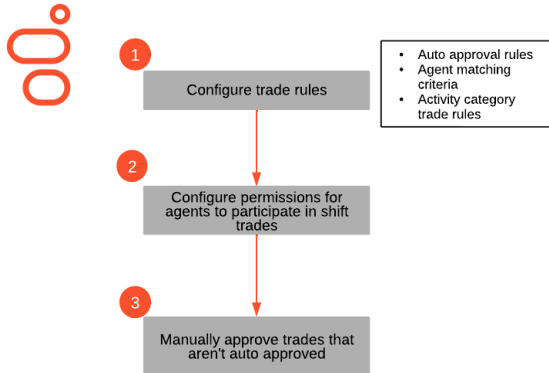 1
Configure trade rules
• Auto approval rules
• Agent matching
criteria
• Activity category
trade rules
2
Configure permissions for
agents to participate in shift
trades
3
Manually approve trades that
aren't auto approved